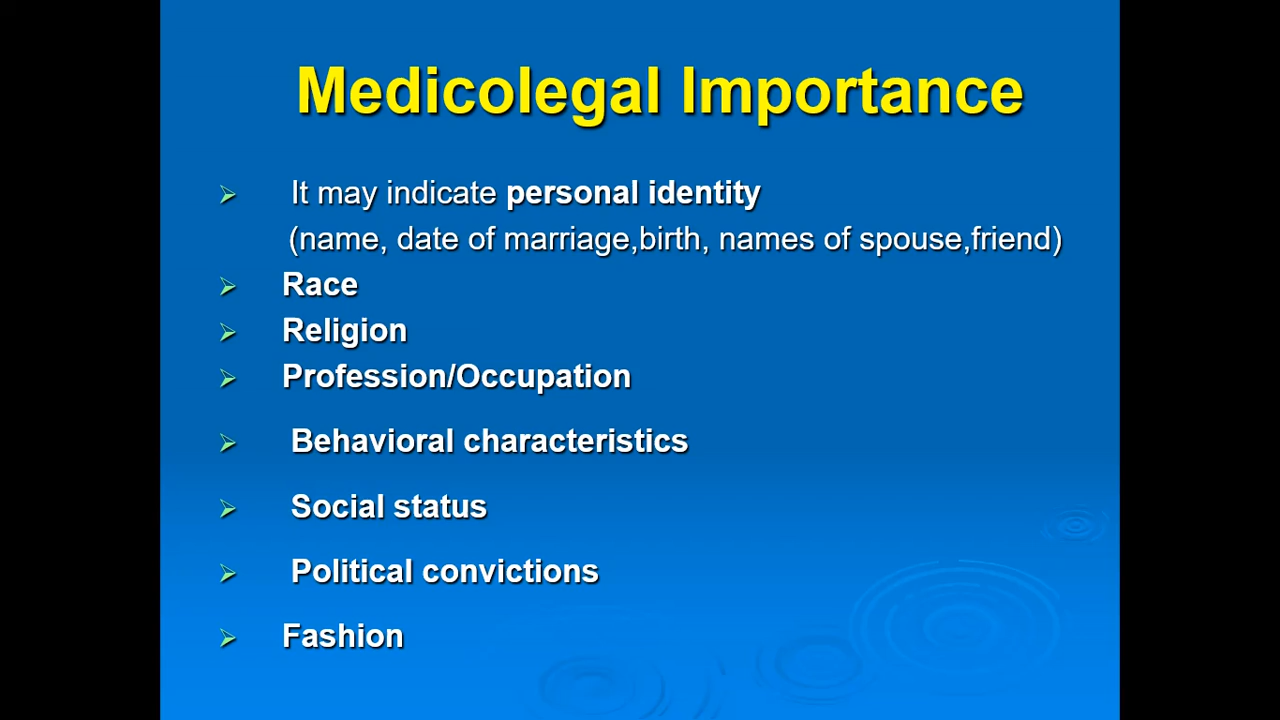 Medicolegal Importance
It may indicate personal identity
(name, date of marriage,birth, names of spouse,friend)
Race
Religion
Profession/Occupation
Behavioral characteristics
Social status
Political convictions
Fashion